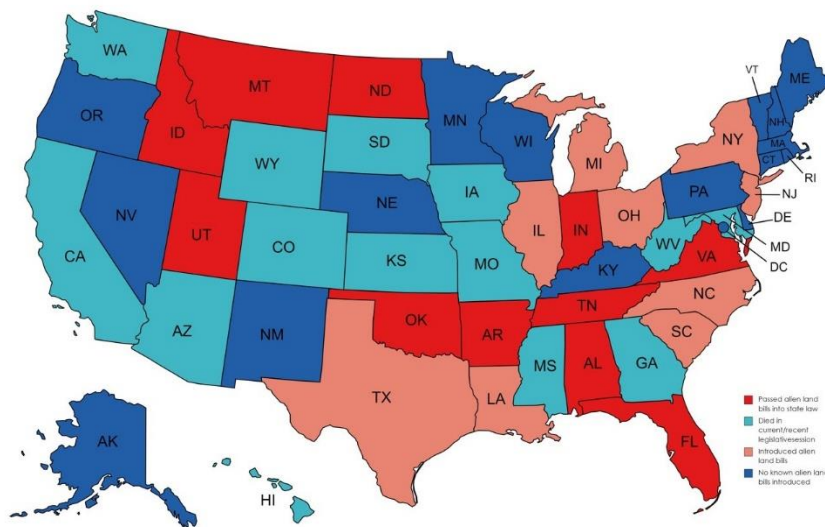 WA
MT
ND
OR
ID
MN
WI
WY
SD
MI
NY
VT
ME
NH
MA
CT
RI
NV
UT
CO
NE
IA
IL
IN
OH
PA
NJ
DE
MD
DC
CA
KS
MO
KY
WV
VA
AZ
NM
OK
AR
TN
NC
SC
TX
LA
MS
AL
GA
FL
AK
HI
Passed alien land
bills into state law
Died in
current/recent
legislativesession
Introduced alien
land bills
No known alien land
bills introduced